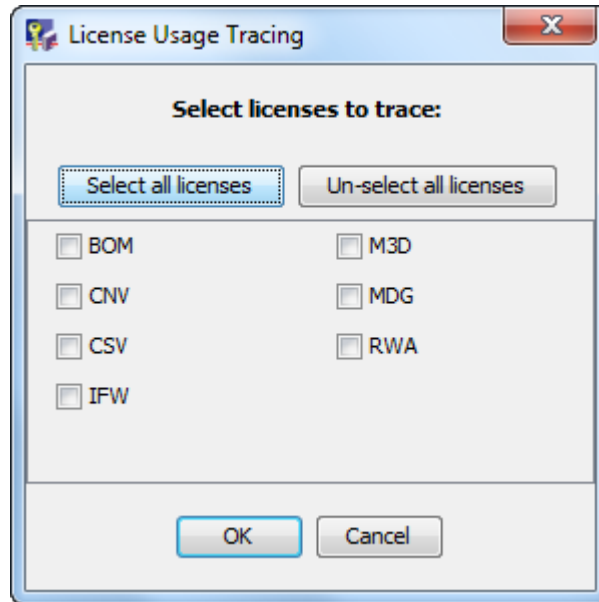 License Usage Tracing
Select licenses to trace:
Select all licenses Un-select all licenses
BOM M3D
CNV MDG
CSV RWA
IFW
OK Cancel